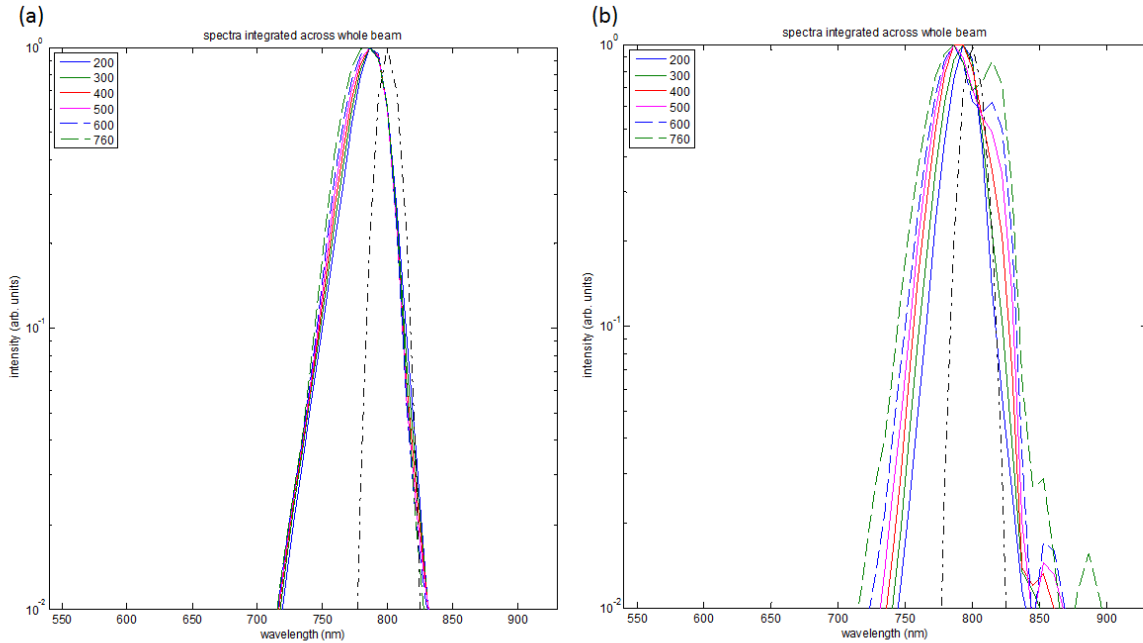 (a)
spectra integrated across whole beam
10^0
10^-1
10^-2
intensity (arb. units)
200
300
400
500
600
760
550 600 650 700 750 800 850 900
wavelength (nm)
(b)
spectra integrated across whole beam
10^0
10^-1
10^-2
intensity (arb. units)
200
300
400
500
600
760
550 600 650 700 750 800 850 900
wavelength (nm)